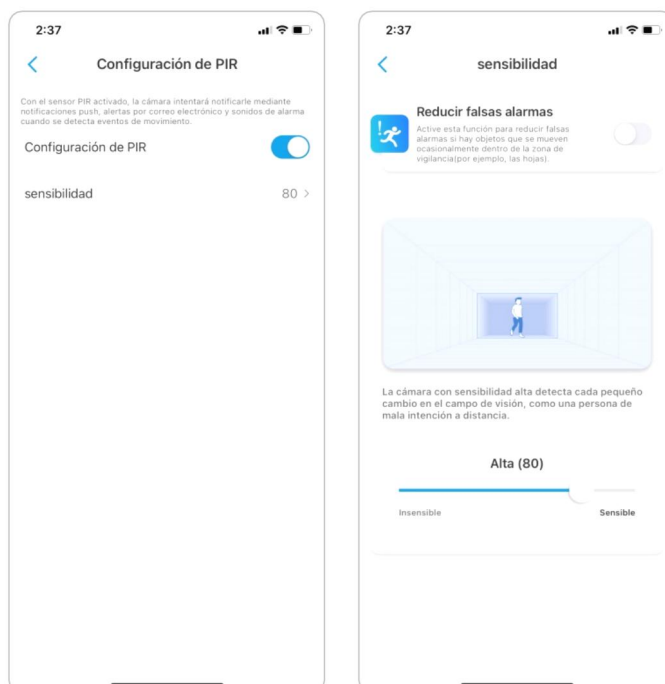 2:37
Configuración de PIR
Con el sensor PIR activado, la cámara intentará notificarle mediante
notificaciones push, alertas por correo electrónico y sonidos de alarma
cuando se detecta eventos de movimiento.
Configuración de PIR
sensibilidad 80 >
2:37
sensibilidad
Reducir falsas alarmas
Active esta función para reducir falsas
alarmas si hay objetos que se mueven
ocasionalmente dentro de la zona de
vigilancia(por ejemplo, las hojas).
La cámara con sensibilidad alta detecta cada pequeño
cambio en el campo de visión, como una persona de
mala intención a distancia.
Alta (80)
Insensible Sensible